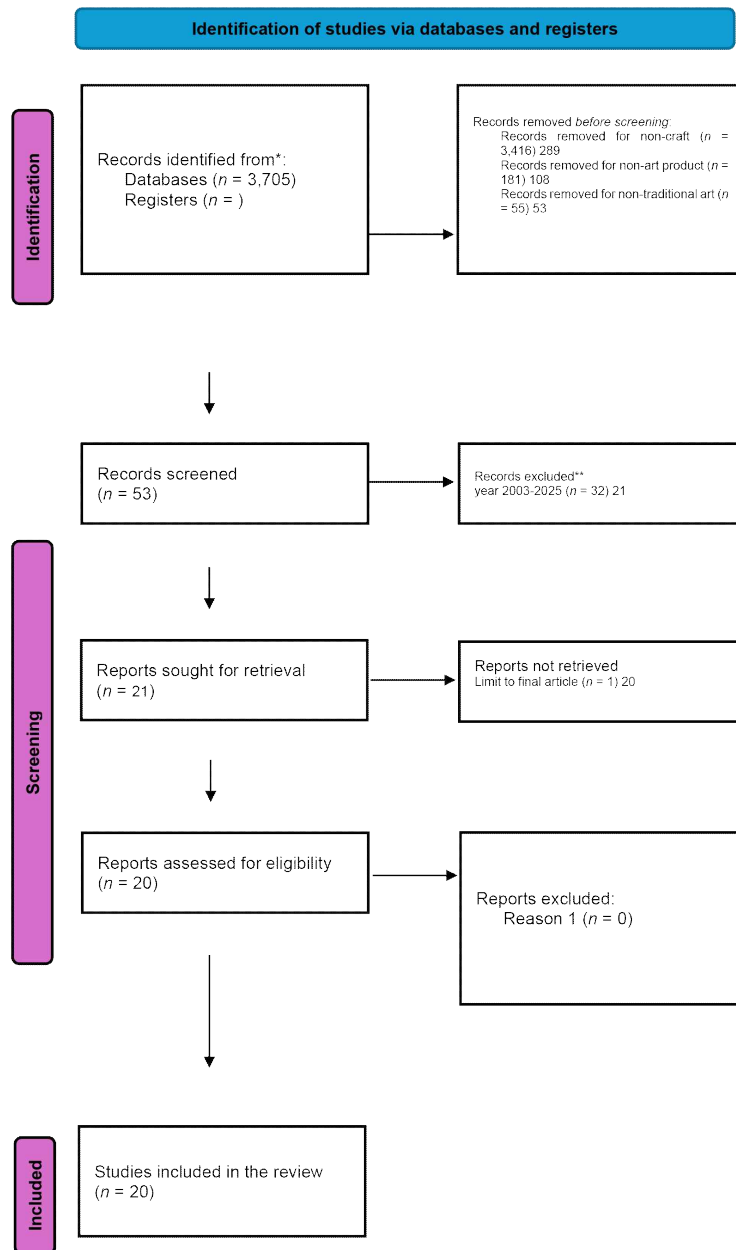 Identification of studies via databases and registers
Identification
Records identified from*:
Databases (n = 3,705)
Registers (n = )
Records removed before screening:
Records removed for non-craft (n =
3,416) 289
Records removed for non-art product (n =
181) 108
Records removed for non-traditional art (n
= 55) 53
Screening
Records screened
(n = 53)
Records excluded**
year 2003-2025 (n = 32) 21
Reports sought for retrieval
(n = 21)
Reports not retrieved
Limit to final article (n = 1) 20
Reports assessed for eligibility
(n = 20)
Reports excluded:
Reason 1 (n = 0)
Included
Studies included in the review
(n = 20)